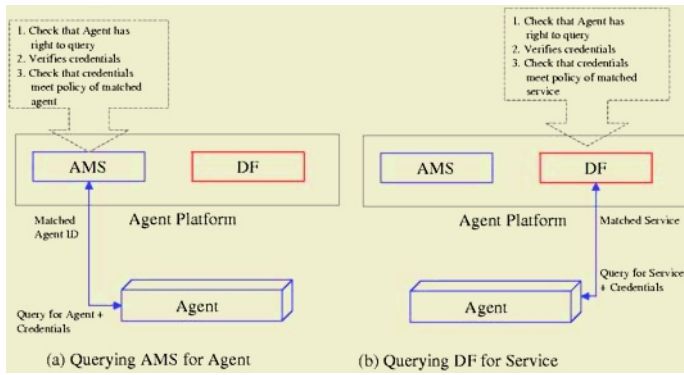 1. Check that Agent has
right to query
2. Verifies credentials
3. Check that credentials
meet policy of matched
agent
AMS
DF
Agent Platform
Matched
Agent ID
Agent
Query for Agent +
Credentials
(a) Querying AMS for Agent
1. Check that Agent has
right to query
2. Verifies credentials
3. Check that credentials
meet policy of matched
service
AMS
DF
Agent Platform
Matched Service
Query for Service
+ Credentials
Agent
(b) Querying DF for Service